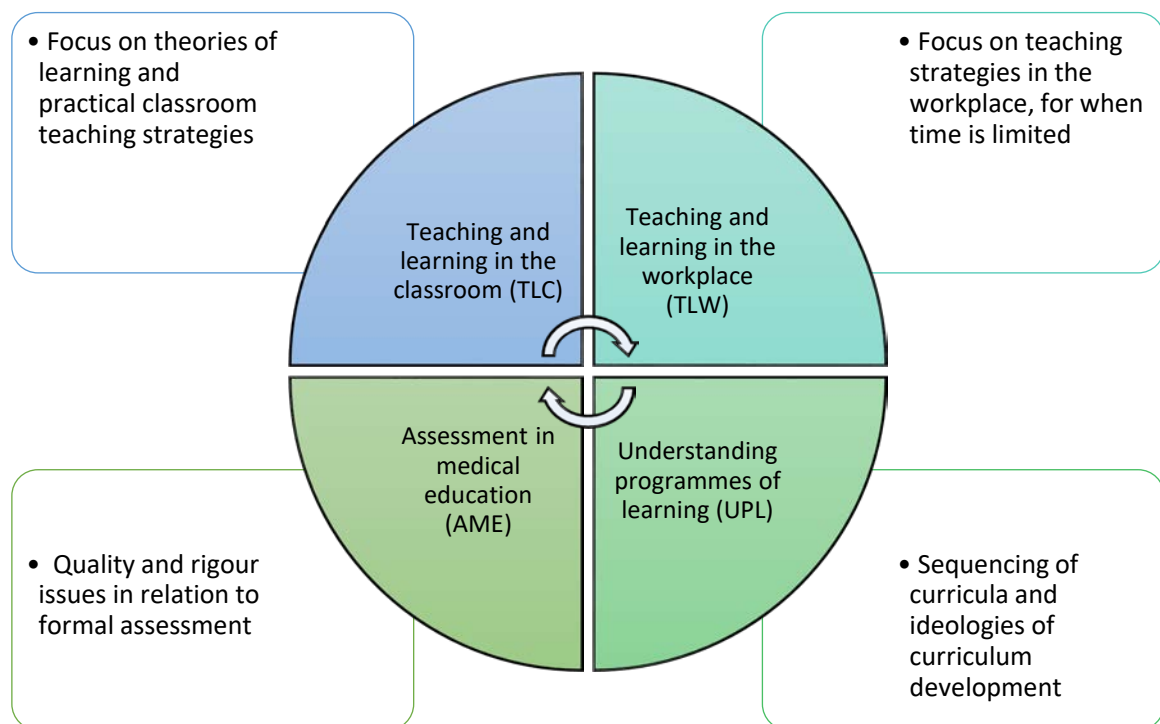 • Focus on theories of
learning and
practical classroom
teaching strategies
• Focus on teaching
strategies in the
workplace, for when
time is limited
Teaching and
learning in the
classroom (TLC)
Teaching and
learning in the
workplace
(TLW)
Assessment in
medical
education
(AME)
Understanding
programmes of
learning (UPL)
• Quality and rigour
issues in relation to
formal assessment
• Sequencing of
curricula and
ideologies of
curriculum
development